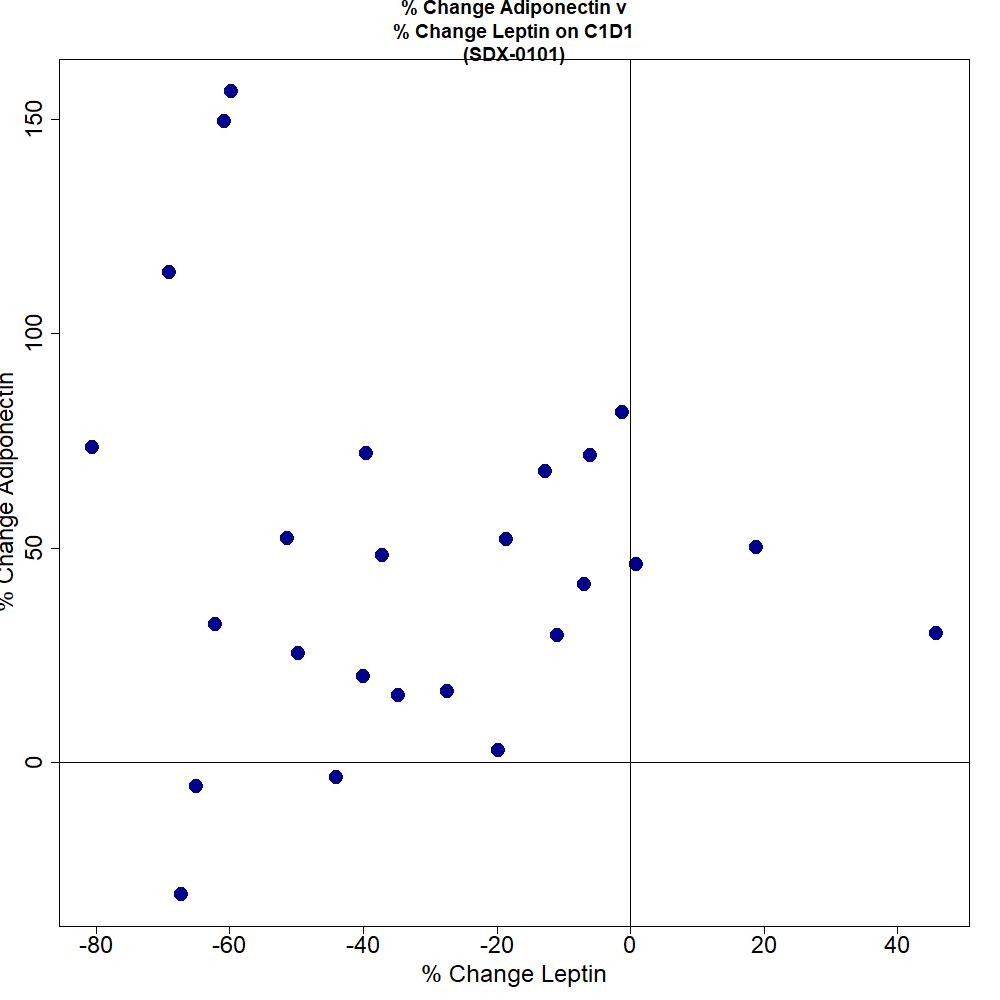 % Change Adiponectin v
% Change Leptin on C1D1
(SDX-0101)
% Change Adiponectin
150
100
50
0
-80 -60 -40 -20 0 20 40
% Change Leptin